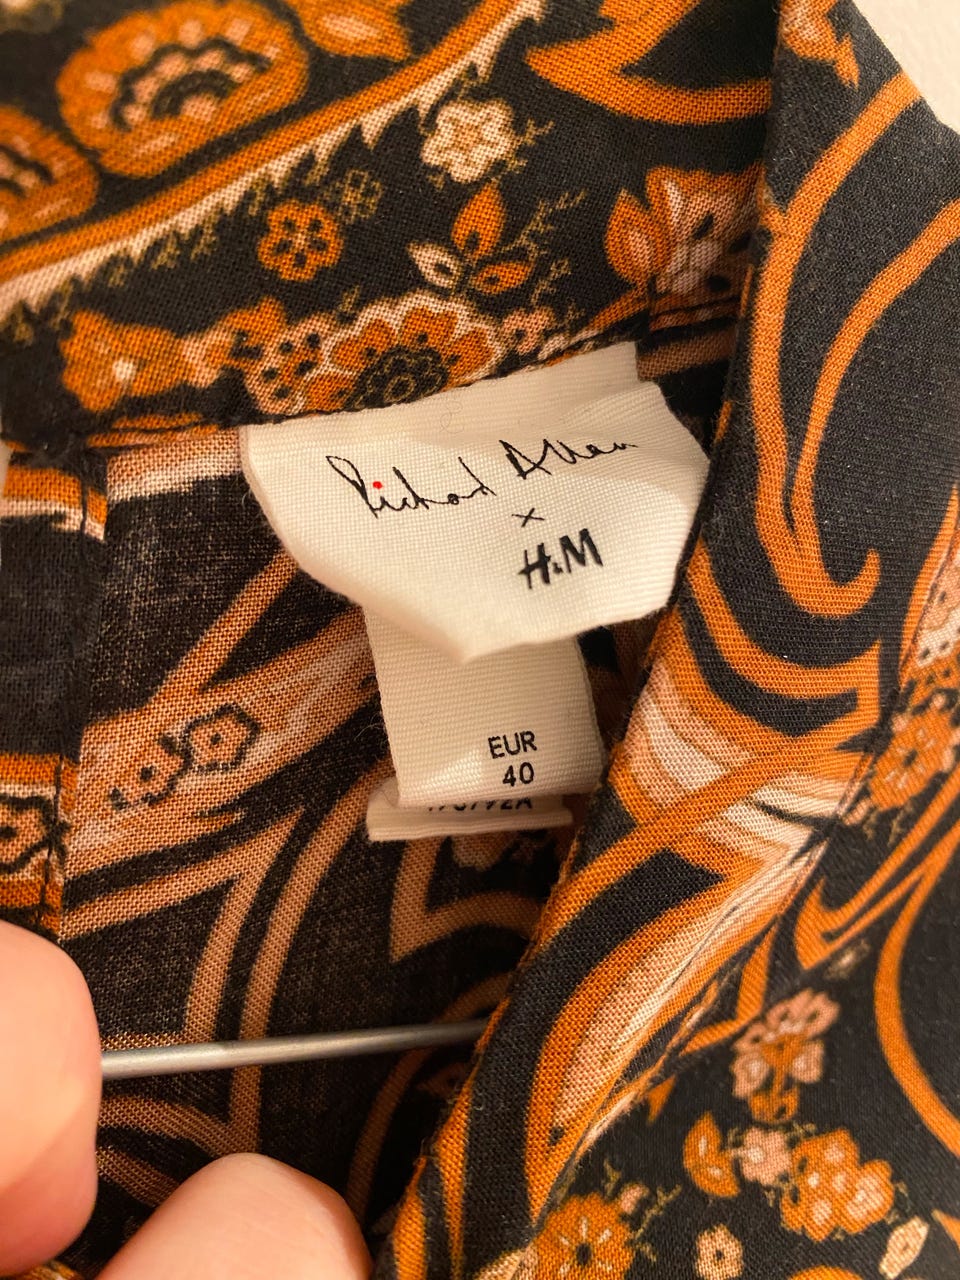 Richard Allan
×
H&M
EUR
40